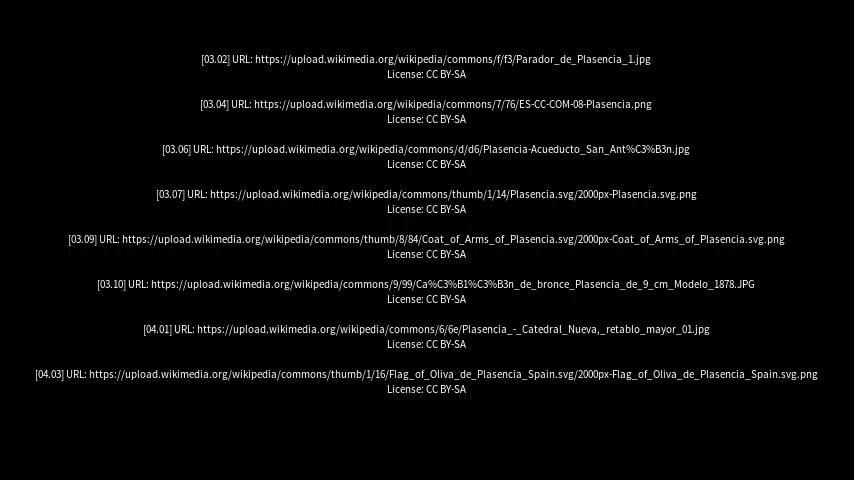 [03.02] URL: https://upload.wikimedia.org/wikipedia/commons/f/f3/Parador_de_Plasencia_1.jpg
License: CC BY-SA
[03.04] URL: https://upload.wikimedia.org/wikipedia/commons/7/76/ES-CC-COM-08-Plasencia.png
License: CC BY-SA
[03.06] URL: https://upload.wikimedia.org/wikipedia/commons/d/d6/Plasencia-Acueducto_San_Ant%C3%B3n.jpg
License: CC BY-SA
[03.07] URL: https://upload.wikimedia.org/wikipedia/commons/thumb/1/14/Plasencia.svg/2000px-Plasencia.svg.png
License: CC BY-SA
[03.09] URL: https://upload.wikimedia.org/wikipedia/commons/thumb/8/84/Coat_of_Arms_of_Plasencia.svg/2000px-Coat_of_Arms_of_Plasencia.svg.png
License: CC BY-SA
[03.10] URL: https://upload.wikimedia.org/wikipedia/commons/9/99/Ca%C3%B1%C3%B3n_de_bronce_Plasencia_de_9_cm_Modelo_1878.JPG
License: CC BY-SA
[04.01] URL: https://upload.wikimedia.org/wikipedia/commons/6/6e/Plasencia_-_Catedral_Nueva,_retablo_mayor_01.jpg
License: CC BY-SA
[04.03] URL: https://upload.wikimedia.org/wikipedia/commons/thumb/1/16/Flag_of_Oliva_de_Plasencia_Spain.svg/2000px-Flag_of_Oliva_de_Plasencia_Spain.svg.png
License: CC BY-SA